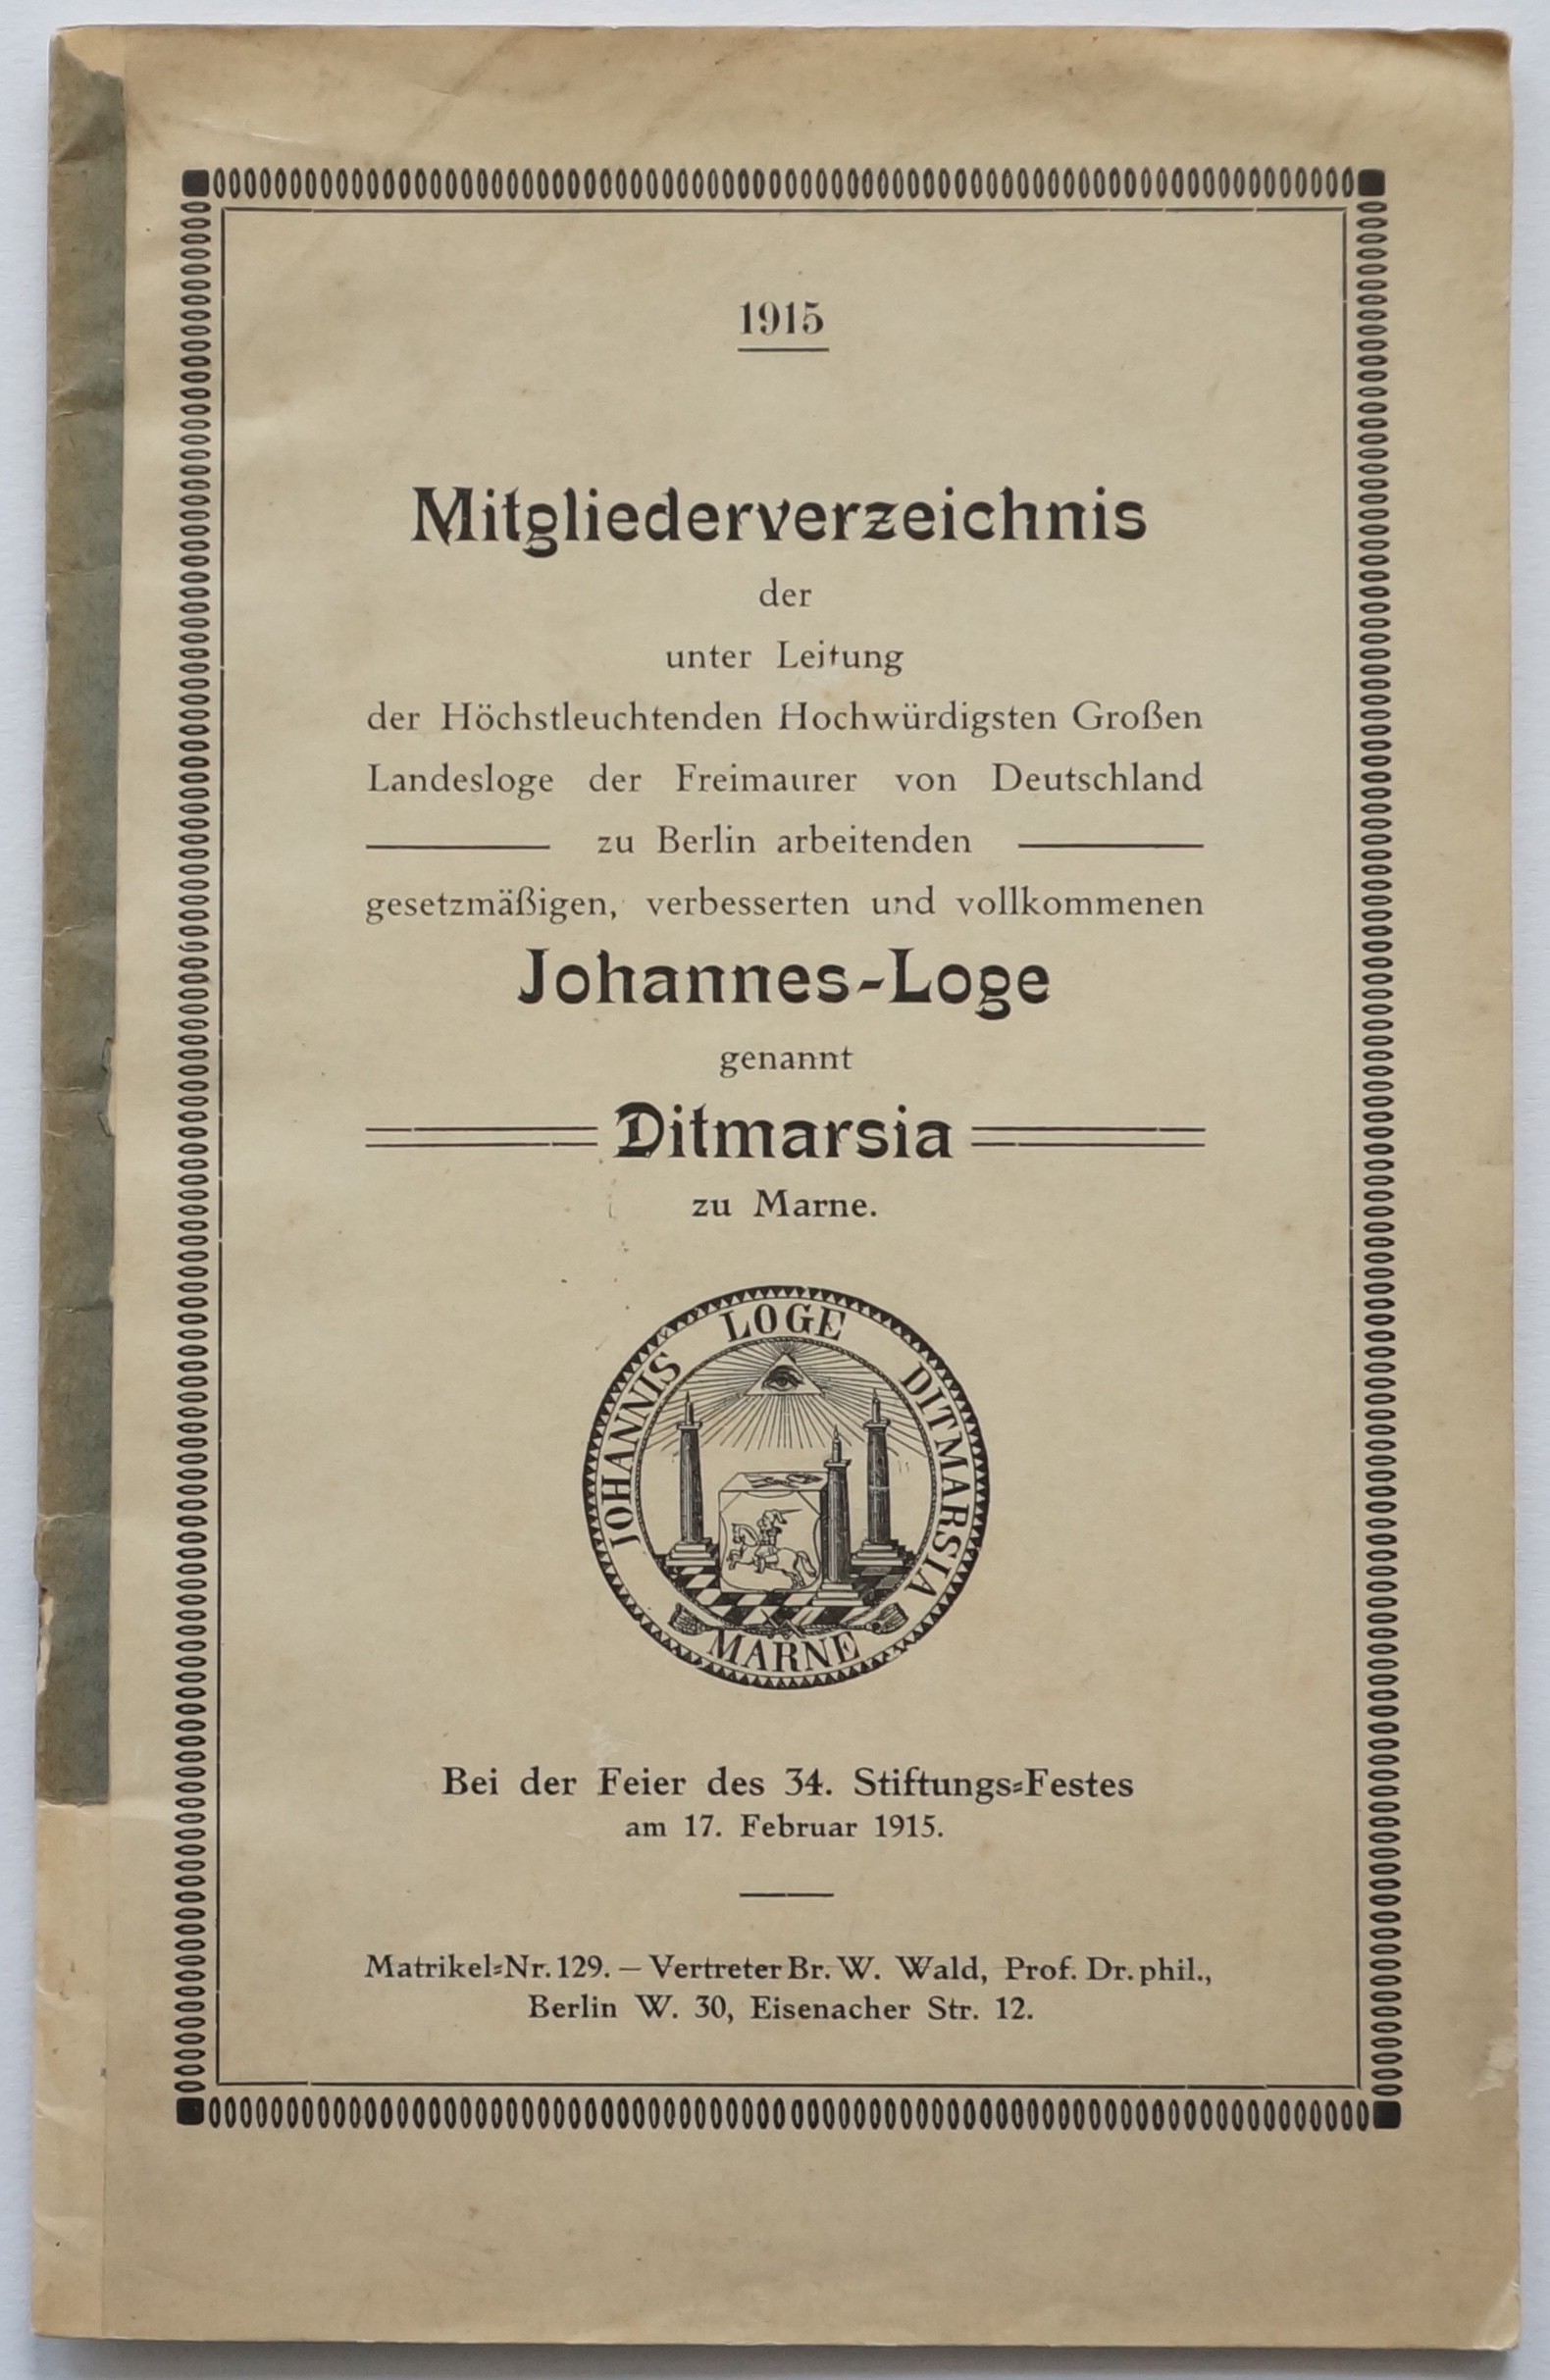 1915
Mitgliederverzeichnis
der
unter Leitung
der Höchstleuchtenden Hochwürdigsten Großen
Landesloge der Freimaurer von Deutschland
zu Berlin arbeitenden
gesetzmäßigen, verbesserten und vollkommenen
Johannes-Loge
genannt
Ditmarsia
zu Marne.
JOHANNIS LOGE DITMARSIA
MARNE
Bei der Feier des 34. Stiftungs-Festes
am 17. Februar 1915.
Matrikel-Nr. 129. — Vertreter Br. W. Wald, Prof. Dr. phil.,
Berlin W. 30, Eisenacher Str. 12.